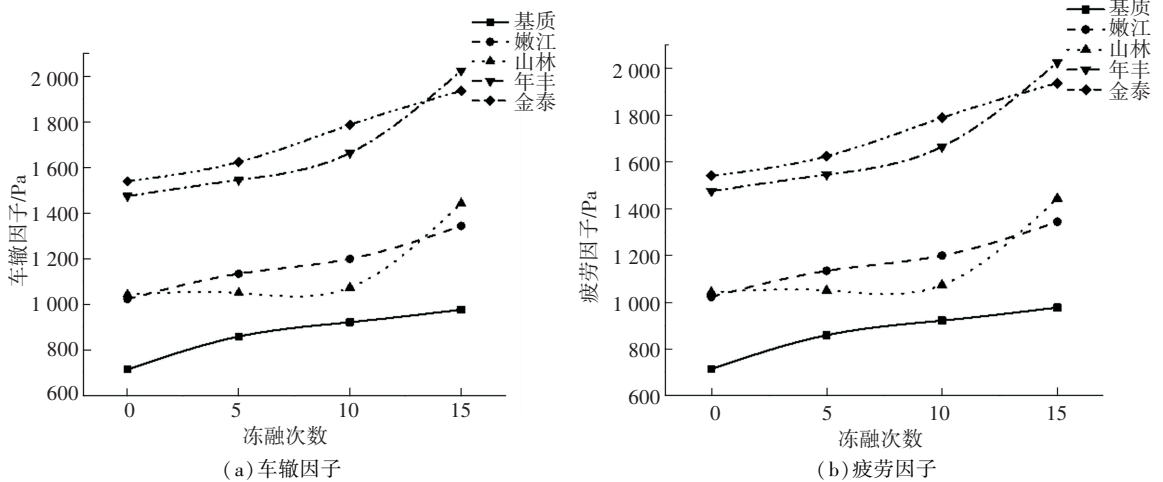 基质
嫩江
山林
年丰
金泰
2 000
1 800
1 600
1 400
1 200
1 000
800
600
车辙因子/Pa
0 5 10 15
冻融次数
(a)车辙因子
基质
嫩江
山林
年丰
金泰
2 000
1 800
1 600
1 400
1 200
1 000
800
600
疲劳因子/Pa
0 5 10 15
冻融次数
(b)疲劳因子